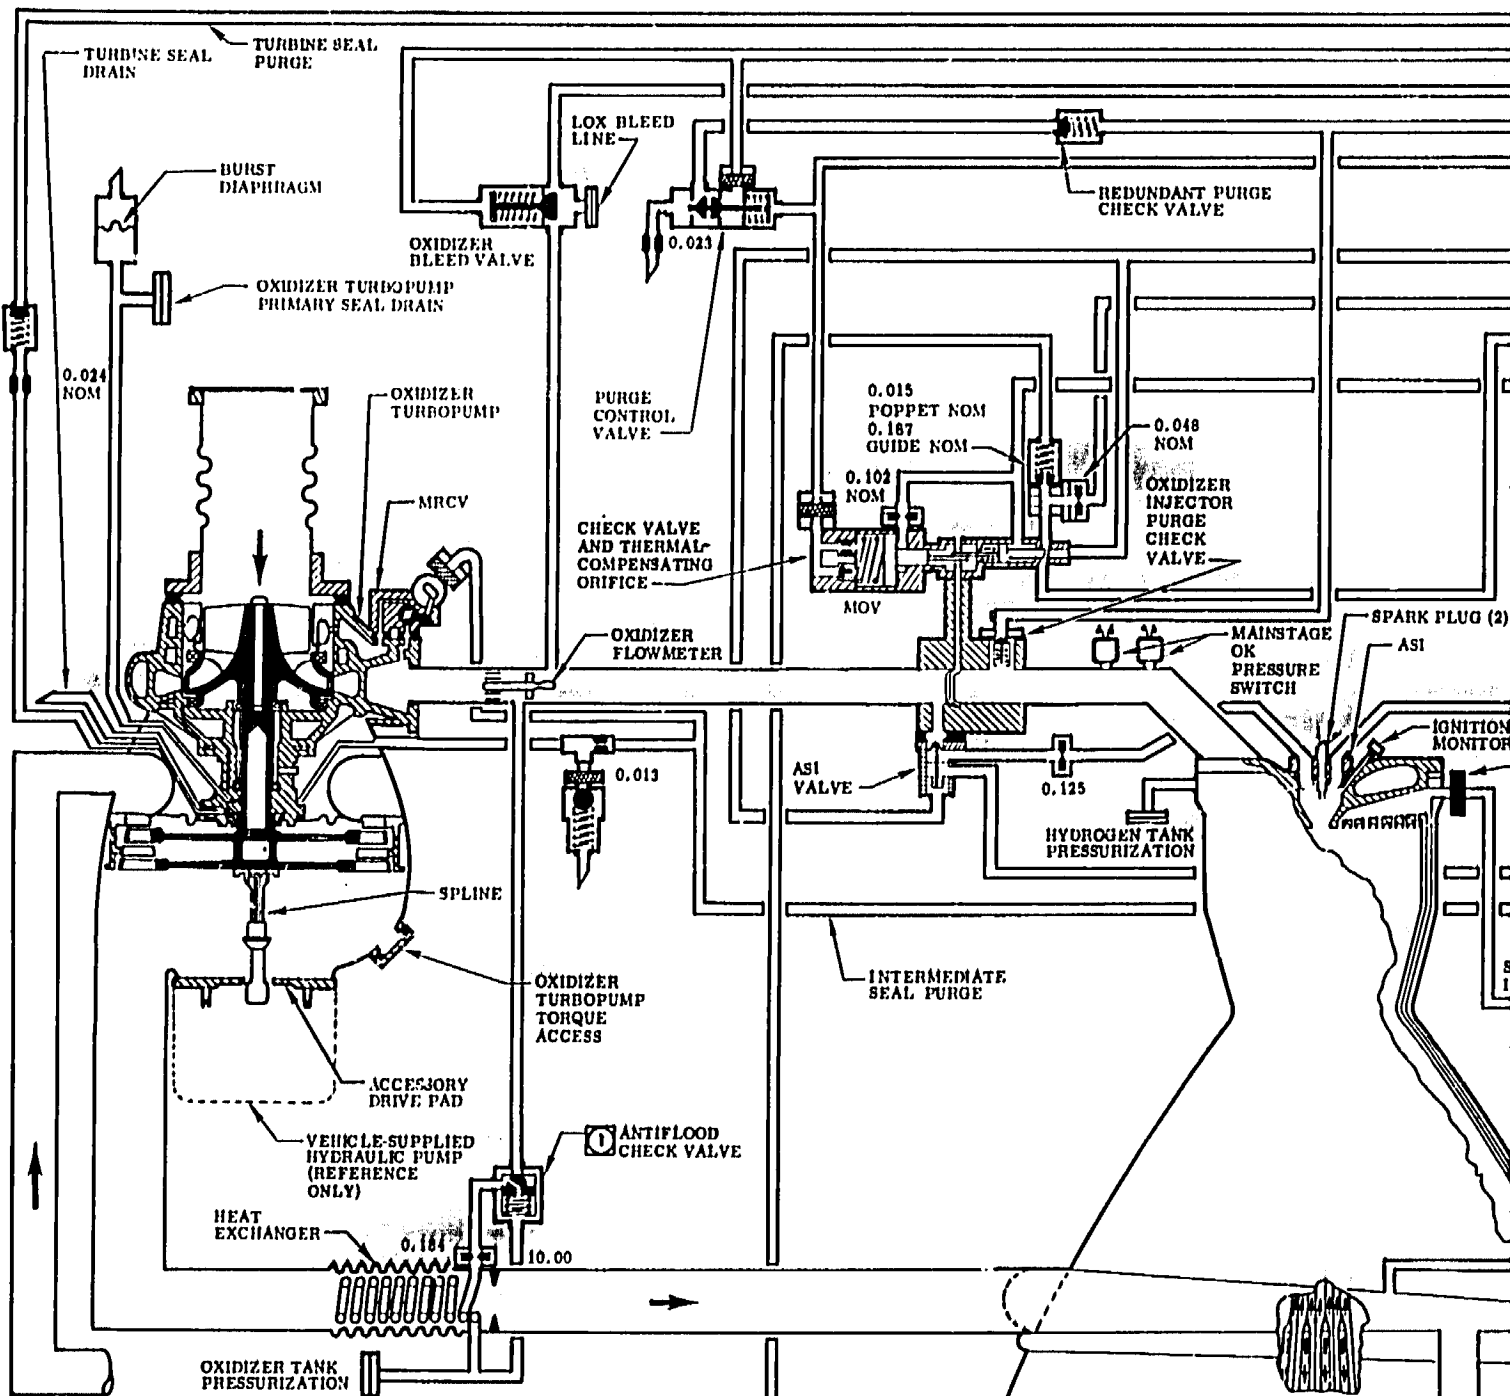 TURBINE SEAL
DRAIN
TURBINE SEAL
PURGE
BURST
DIAPHRAGM
OXIDIZER TURBOPUMP
PRIMARY SEAL DRAIN
0.024
NOM
OXIDIZER
TURBOPUMP
MRCV
LOX BLEED
LINE
OXIDIZER
BLEED VALVE
0.023
PURGE
CONTROL
VALVE
REDUNDANT PURGE
CHECK VALVE
0.015
POPPET NOM
0.187
GUIDE NOM
0.048
NOM
0.102
NOM
OXIDIZER
INJECTOR
PURGE
CHECK
VALVE
CHECK VALVE
AND THERMAL-
COMPENSATING
ORIFICE
MOV
OXIDIZER
FLOWMETER
MAINSTAGE
OK
PRESSURE
SWITCH
SPARK PLUG (2)
ASI
IGNITION
MONITOR
0.013
ASI
VALVE
0.125
HYDROGEN TANK
PRESSURIZATION
SPLINE
OXIDIZER
TURBOPUMP
TORQUE
ACCESS
INTERMEDIATE
SEAL PURGE
S
I
ACCESSORY
DRIVE PAD
VEHICLE-SUPPLIED
HYDRAULIC PUMP
(REFERENCE
ONLY)
1 ANTIFLOOD
CHECK VALVE
HEAT
EXCHANGER
0.184
10.00
OXIDIZER TANK
PRESSURIZATION